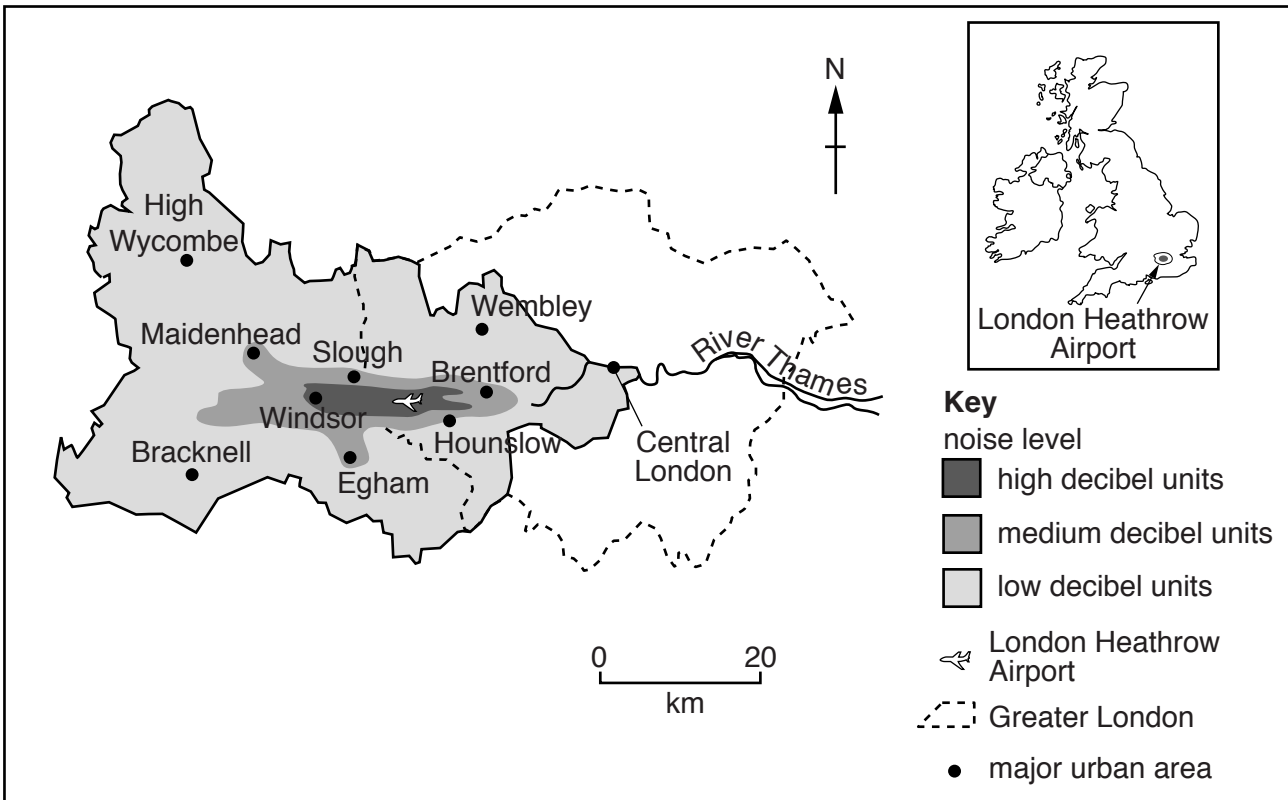 N
High
Wycombe
Wembley
Maidenhead
Slough
Brentford
River Thames
Windsor
Hounslow
Bracknell
Egham
Central
London
0 20
km
London Heathrow
Airport
Key
noise level
high decibel units
medium decibel units
low decibel units
London Heathrow
Airport
Greater London
major urban area